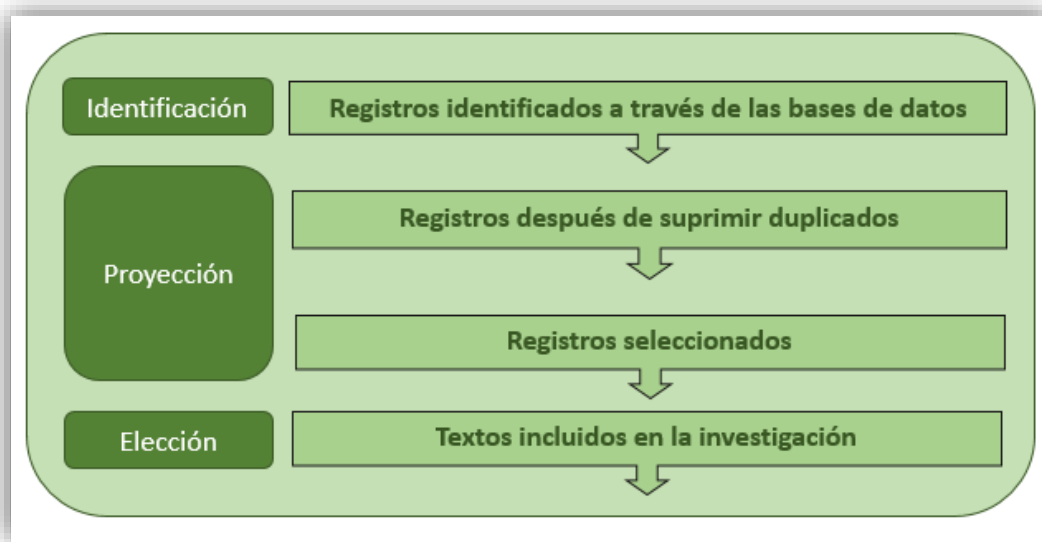 Identificación
Registros identificados a través de las bases de datos
Registros después de suprimir duplicados
Proyección
Registros seleccionados
Elección
Textos incluidos en la investigación